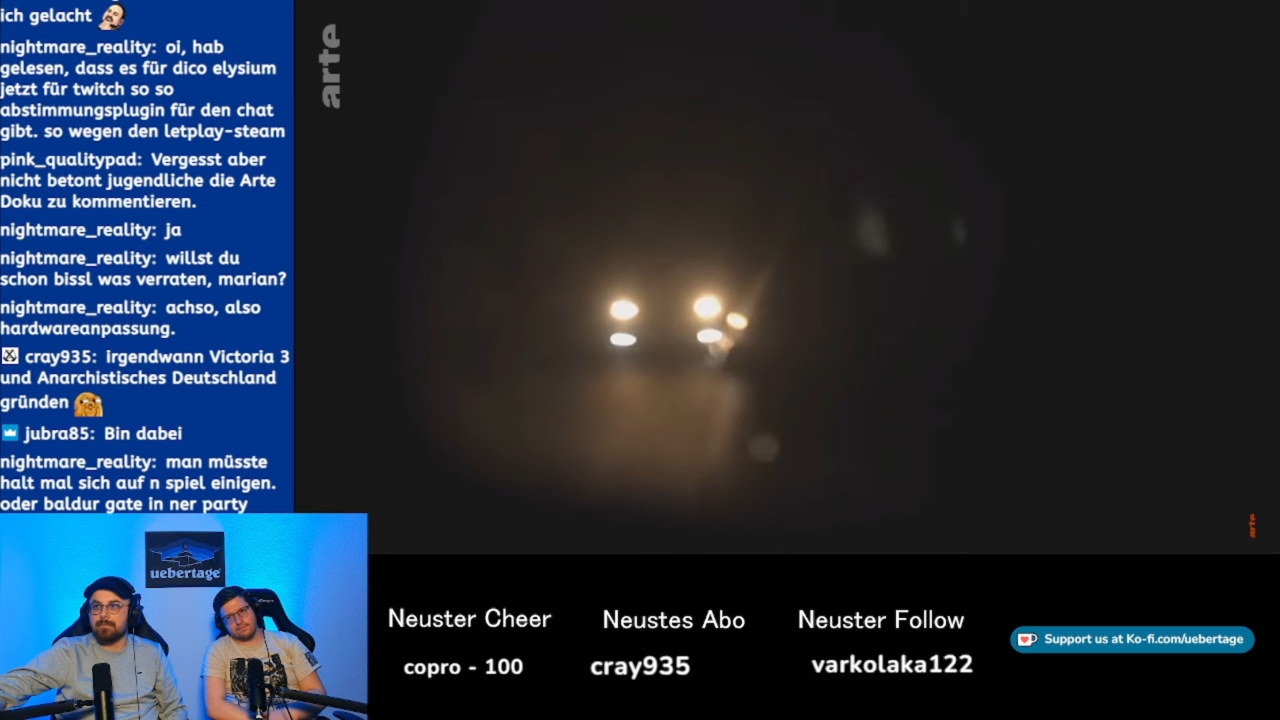 ich gelacht
nightmare_reality: oi, hab
gelesen, dass es für dico elysium
jetzt für twitch so so
abstimmungsplugin für den chat
gibt. so wegen den letplay-steam
pink_qualitypad: Vergesst aber
nicht betont jugendliche die Arte
Doku zu kommentieren.
nightmare_reality: ja
nightmare_reality: willst du
schon bissl was verraten, marian?
nightmare_reality: achso, also
hardwareanpassung.
cray935: irgendwann Victoria 3
und Anarchistisches Deutschland
gründen
jubra85: Bin dabei
nightmare_reality: man müsste
halt mal sich auf n spiel einigen.
oder baldur gate in ner party
arte
arte
uebertage
Neuster Cheer
copro - 100
Neustes Abo
cray935
Neuster Follow
varkolaka122
Support us at Ko-fi.com/uebertage